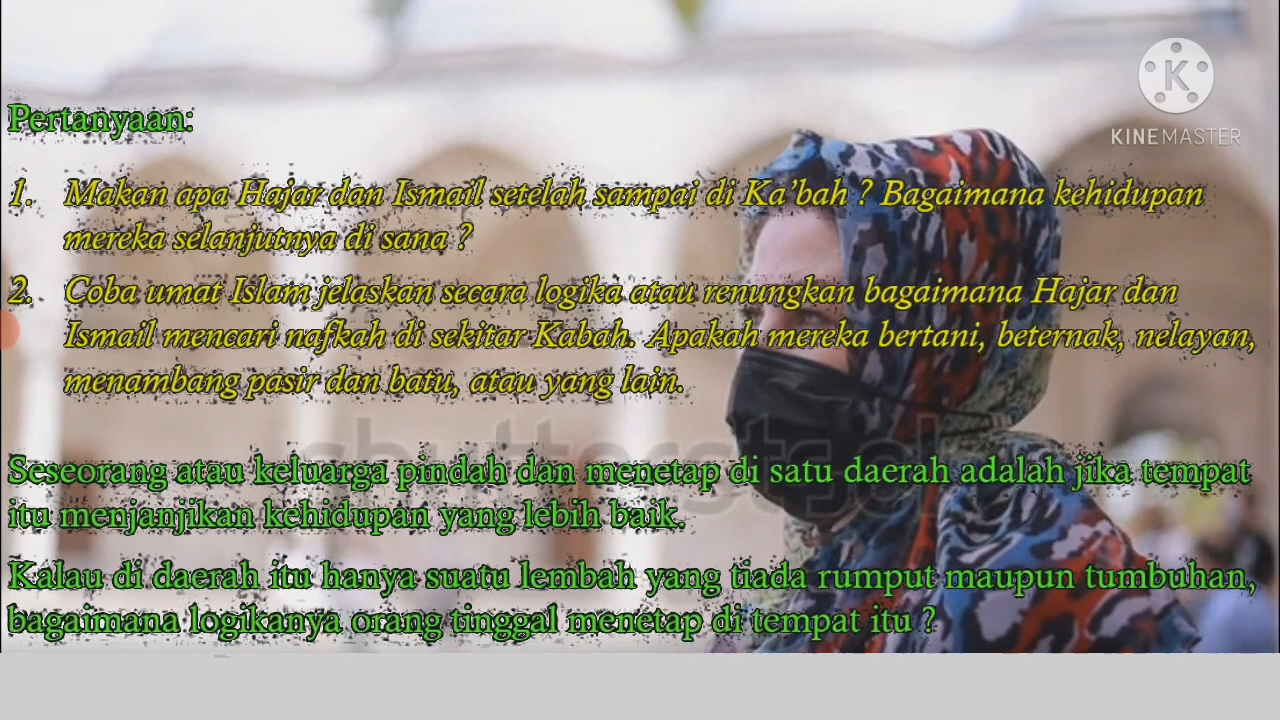 KINEMASTER
Pertanyaan:
1. Makan apa Hajar dan Ismail setelah sampai di Ka'bah ? Bagaimana kehidupan
mereka selanjutnya di sana ?
2. Coba umat Islam jelaskan secara logika atau renungkan bagaimana Hajar dan
Ismail mencari nafkah di sekitar Kabah. Apakah mereka bertani, beternak, nelayan,
menambang pasir dan batu, atau yang lain.
shutterstock
Seseorang atau keluarga pindah dan menetap di satu daerah adalah jika tempat
itu menjanjikan kehidupan yang lebih baik.
Kalau di daerah itu hanya suatu lembah yang tiada rumput maupun tumbuhan,
bagaimana logikanya orang tinggal menetap di tempat itu ?